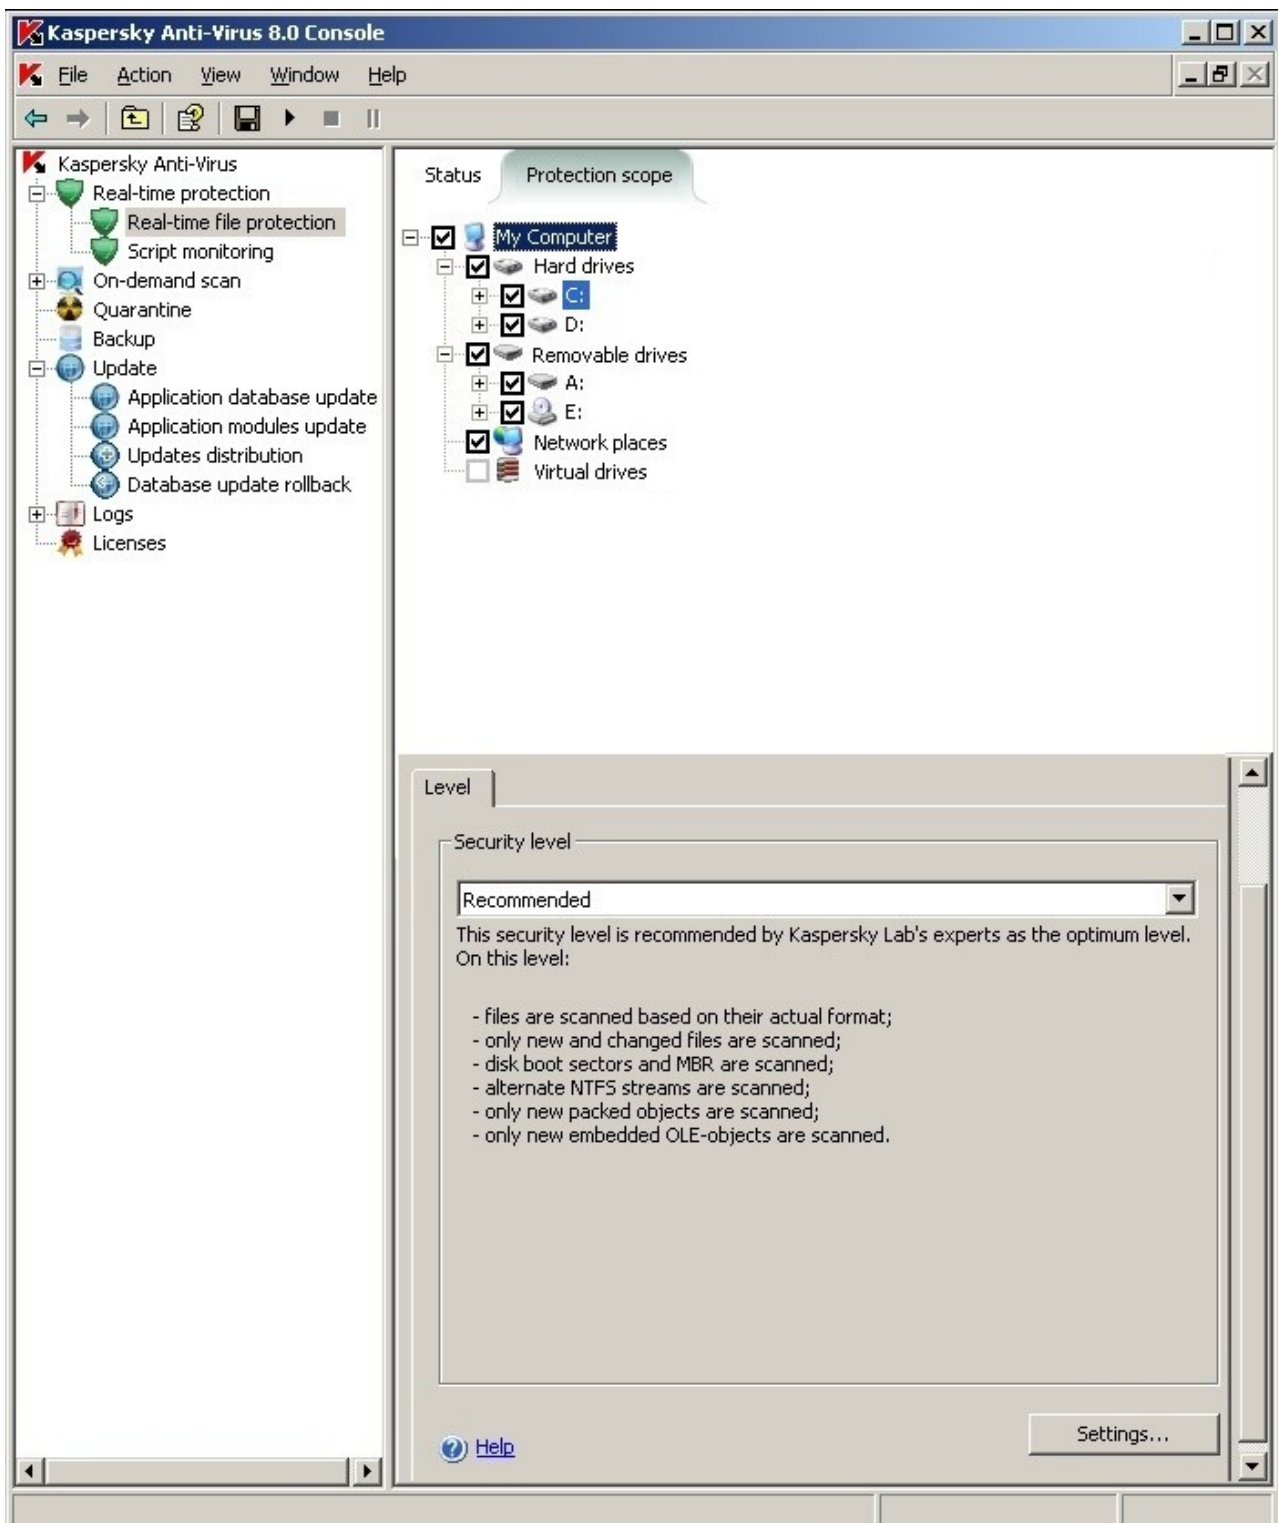 Kaspersky Anti-Virus 8.0 Console
File Action View Window Help
Kaspersky Anti-Virus
Real-time protection
Real-time file protection
Script monitoring
On-demand scan
Quarantine
Backup
Update
Application database update
Application modules update
Updates distribution
Database update rollback
Logs
Licenses
Status Protection scope
My Computer
Hard drives
C:
D:
Removable drives
A:
E:
Network places
Virtual drives
Level
Security level
Recommended
This security level is recommended by Kaspersky Lab's experts as the optimum level.
On this level:
- files are scanned based on their actual format;
- only new and changed files are scanned;
- disk boot sectors and MBR are scanned;
- alternate NTFS streams are scanned;
- only new packed objects are scanned;
- only new embedded OLE-objects are scanned.
Help
Settings...